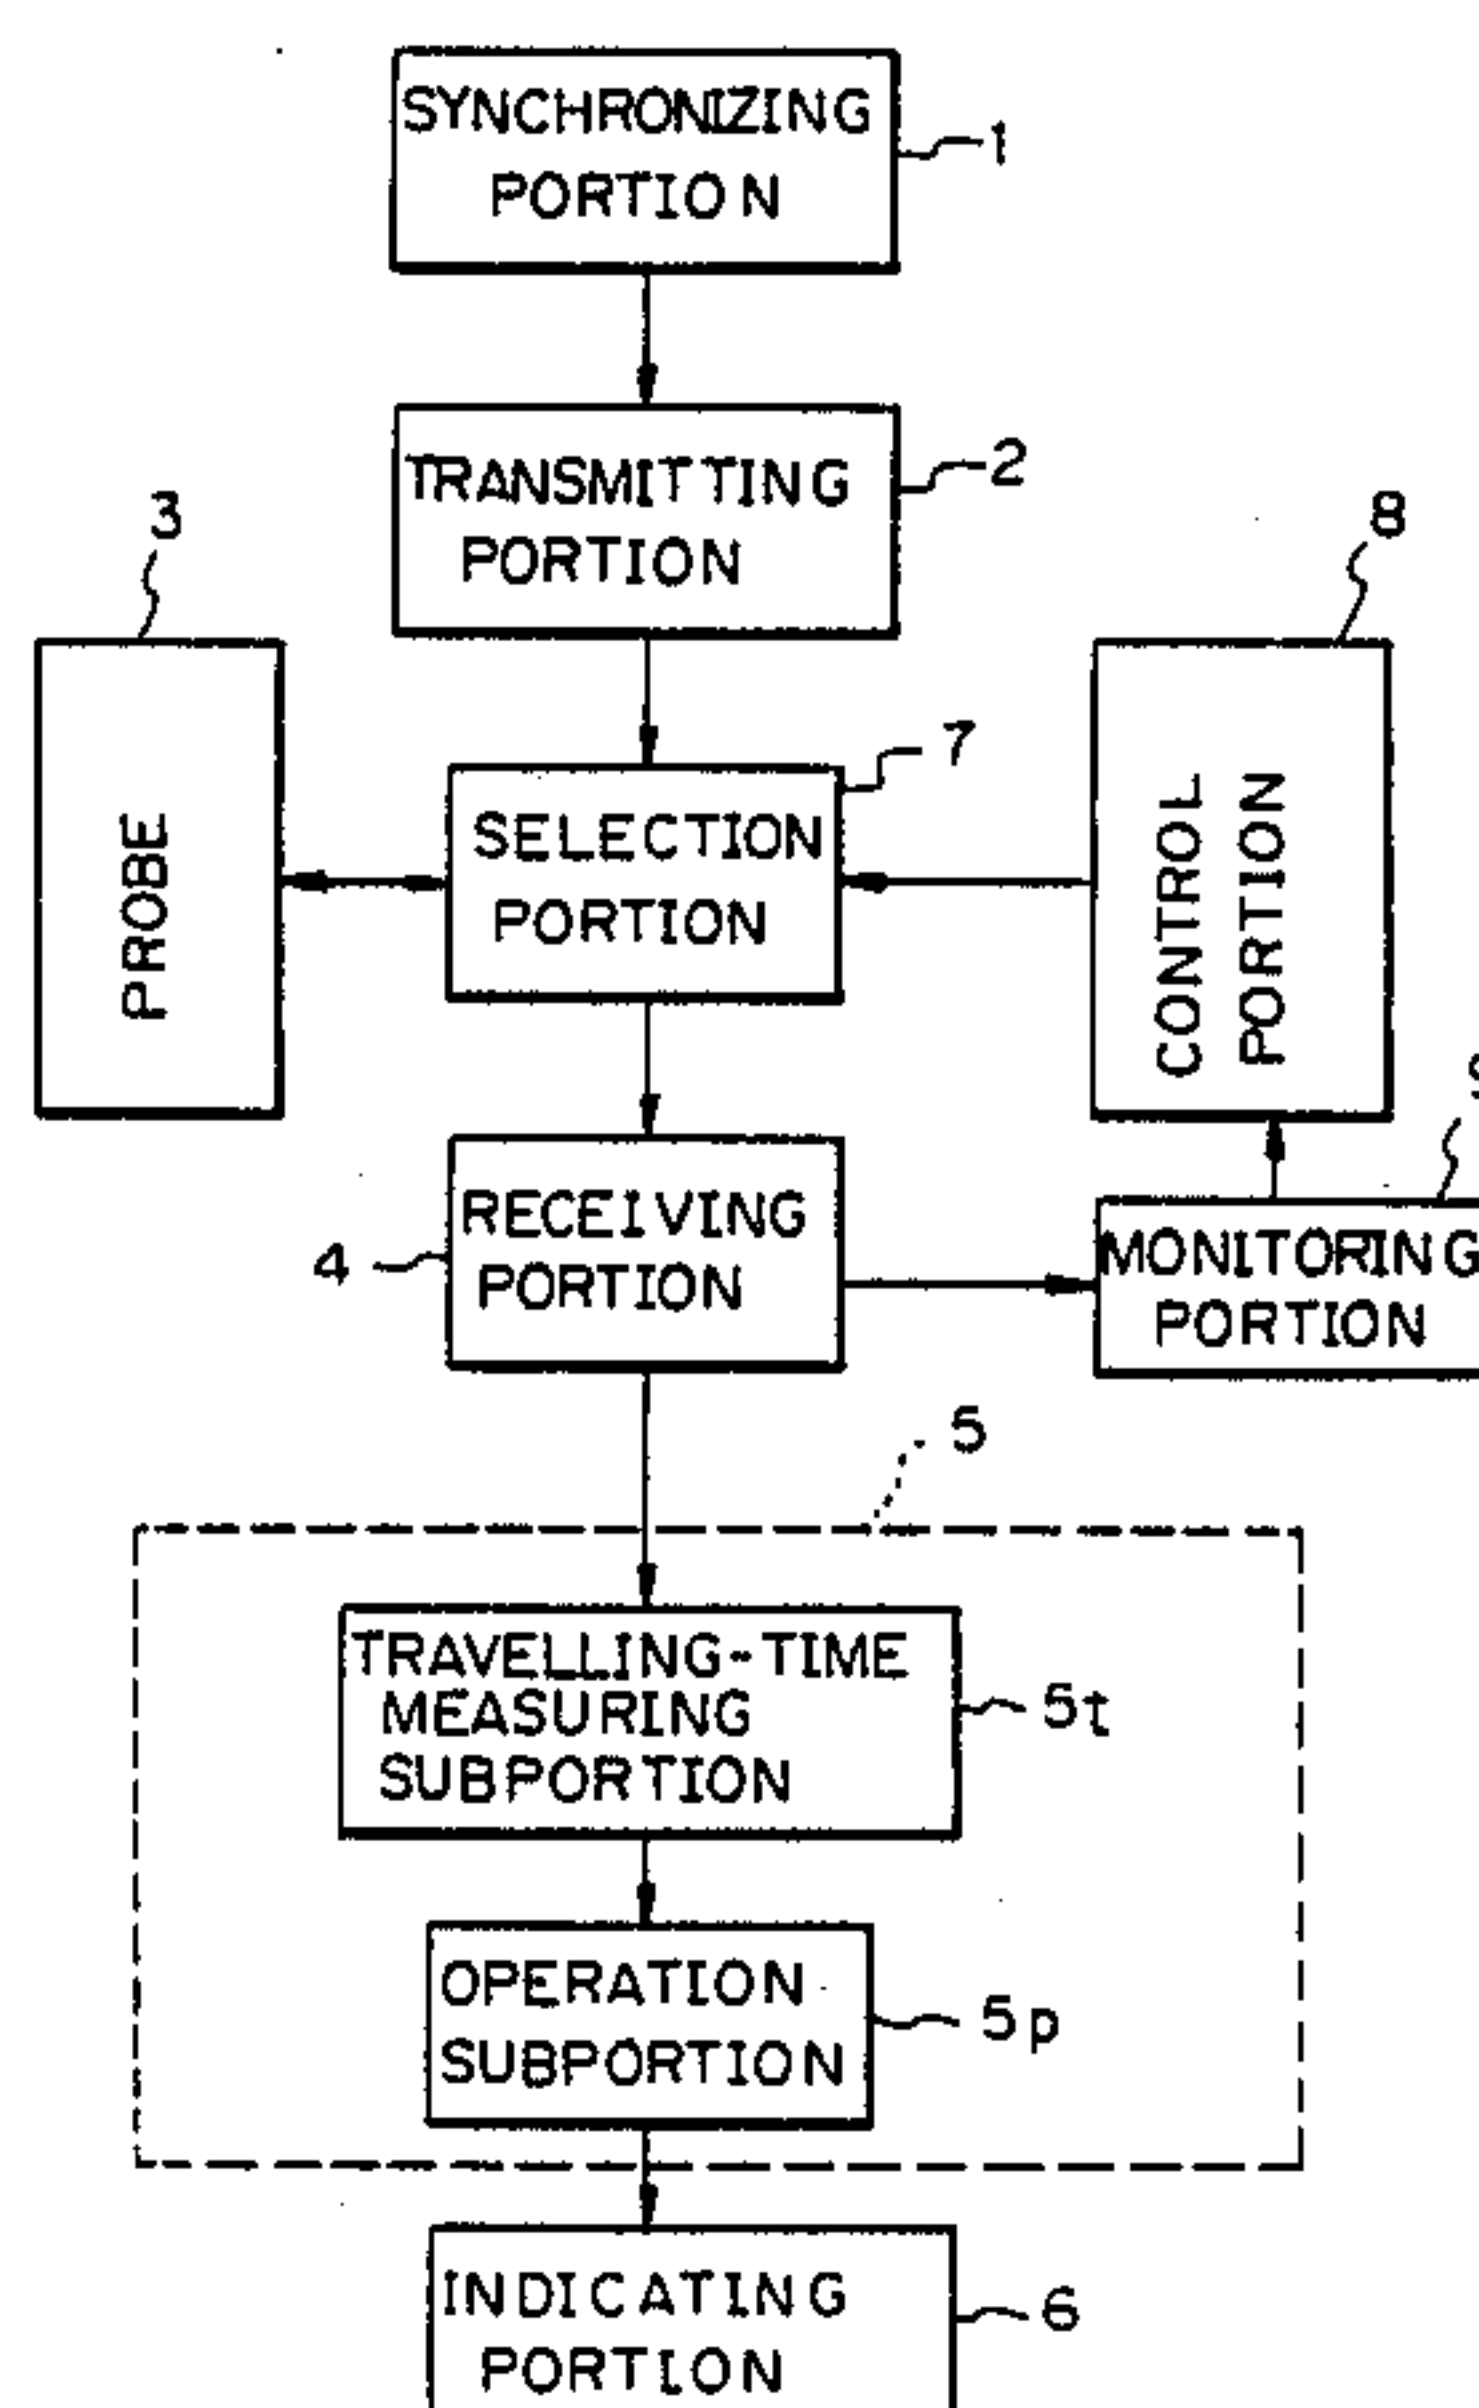 SYNCHRONIZING
PORTION
1
TRANSMITTING
PORTION
2
3
8
PROBE
SELECTION
PORTION
7
CONTROL
PORTION
RECEIVING
PORTION
4
9
MONITORING
PORTION
5
TRAVELLING-TIME
MEASURING
SUBPORTION
5t
OPERATION
SUBPORTION
5p
INDICATING
PORTION
6